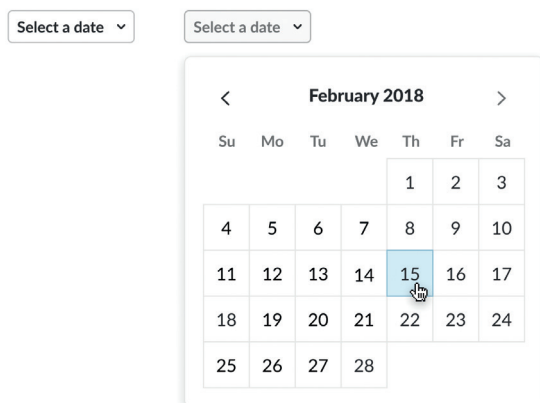 Select a date Select a date
February 2018
Su Mo Tu We Th Fr Sa
1 2 3
4 5 6 7 8 9 10
11 12 13 14 15 16 17
18 19 20 21 22 23 24
25 26 27 28